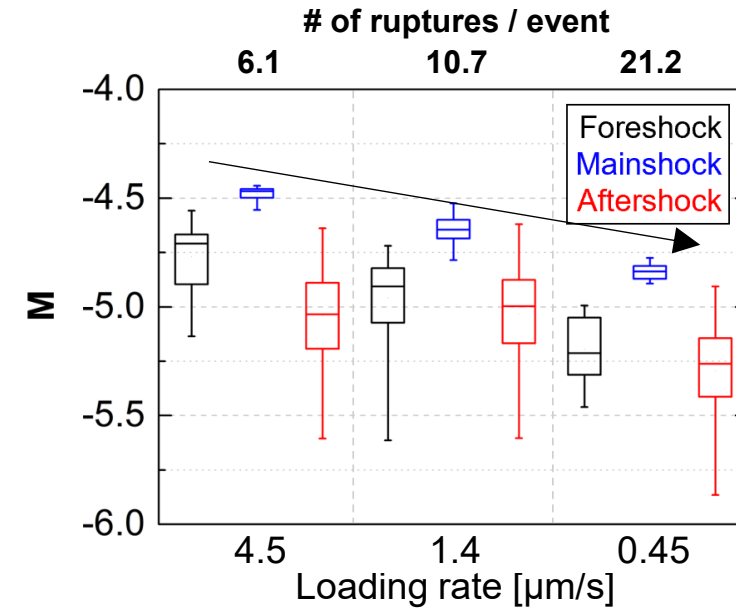 # of ruptures / event
6.1 10.7 21.2
-4.0
Foreshock
Mainshock
Aftershock
-4.5
-5.0
M
-5.5
-6.0
4.5 1.4 0.45
Loading rate [μm/s]